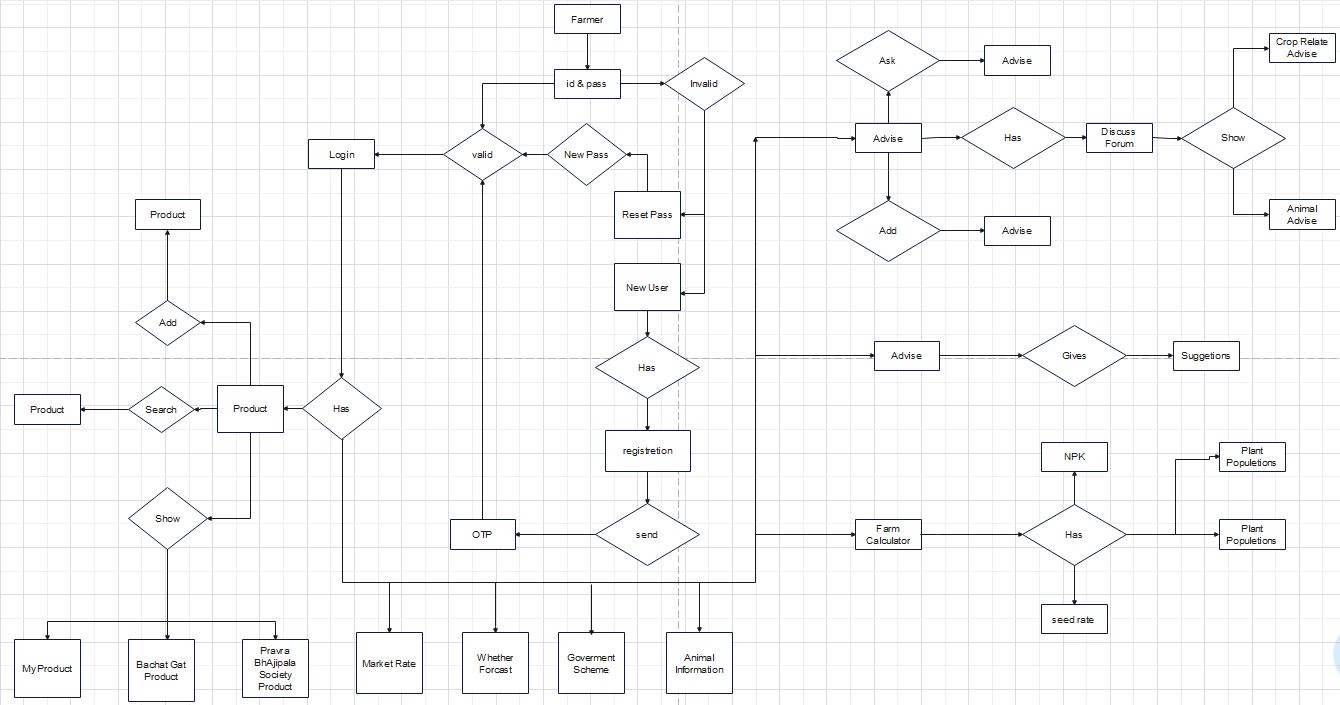 Farmer
id & pass
Invalid
Login
valid
New Pass
Reset Pass
New User
Has
registretion
send
OTP
Product
Add
Product
Search
Product
Has
Show
My Product
Bachat Gat
Product
Pravra
BhAjipala
Society
Product
Market Rate
Whether
Forcast
Goverment
Scheme
Animal
Information
Ask
Advise
Advise
Has
Discuss
Forum
Show
Crop Relate
Advise
Animal
Advise
Add
Advise
Advise
Gives
Suggetions
Farm
Calculator
Has
NPK
Plant
Populetions
Plant
Populetions
seed rate